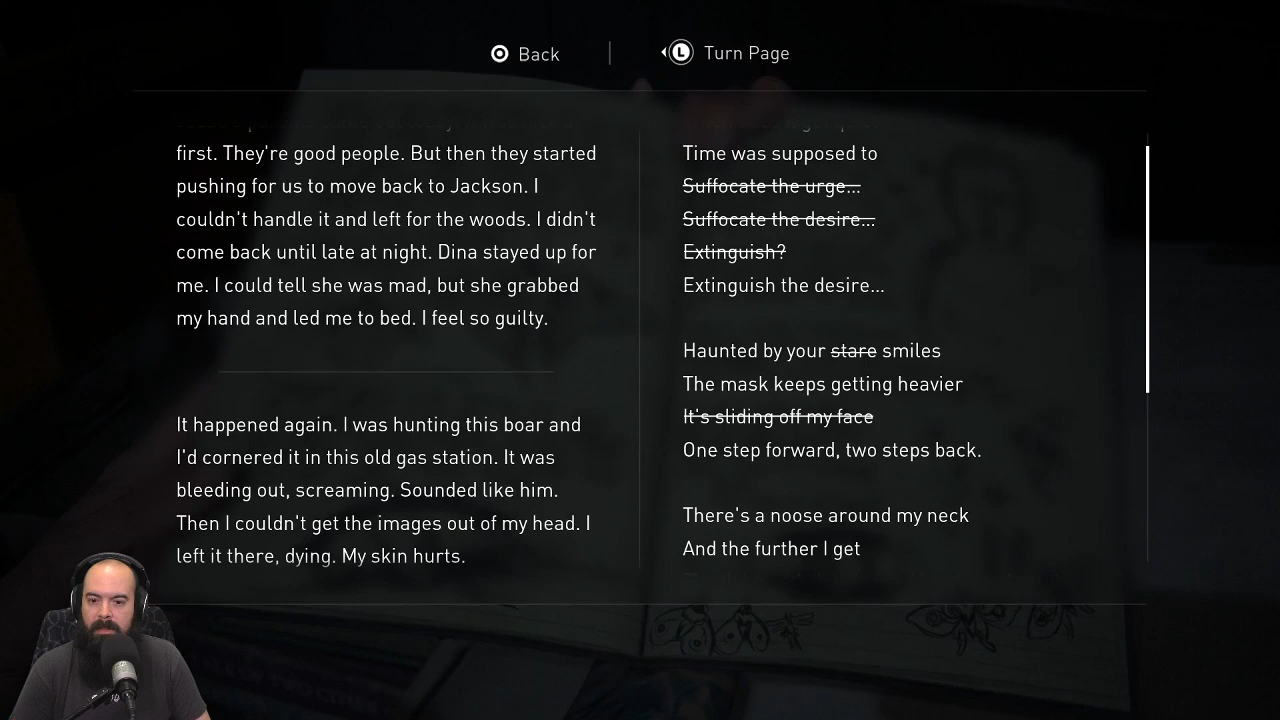 Back
Turn Page
first. They're good people. But then they started
pushing for us to move back to Jackson. I
couldn't handle it and left for the woods. I didn't
come back until late at night. Dina stayed up for
me. I could tell she was mad, but she grabbed
my hand and led me to bed. I feel so guilty.
It happened again. I was hunting this boar and
I'd cornered it in this old gas station. It was
bleeding out, screaming. Sounded like him.
Then I couldn't get the images out of my head. I
left it there, dying. My skin hurts.
Time was supposed to
Suffocate the urge...
Suffocate the desire...
Extinguish?
Extinguish the desire...
Haunted by your stare smiles
The mask keeps getting heavier
It's sliding off my face
One step forward, two steps back.
There's a noose around my neck
And the further I get